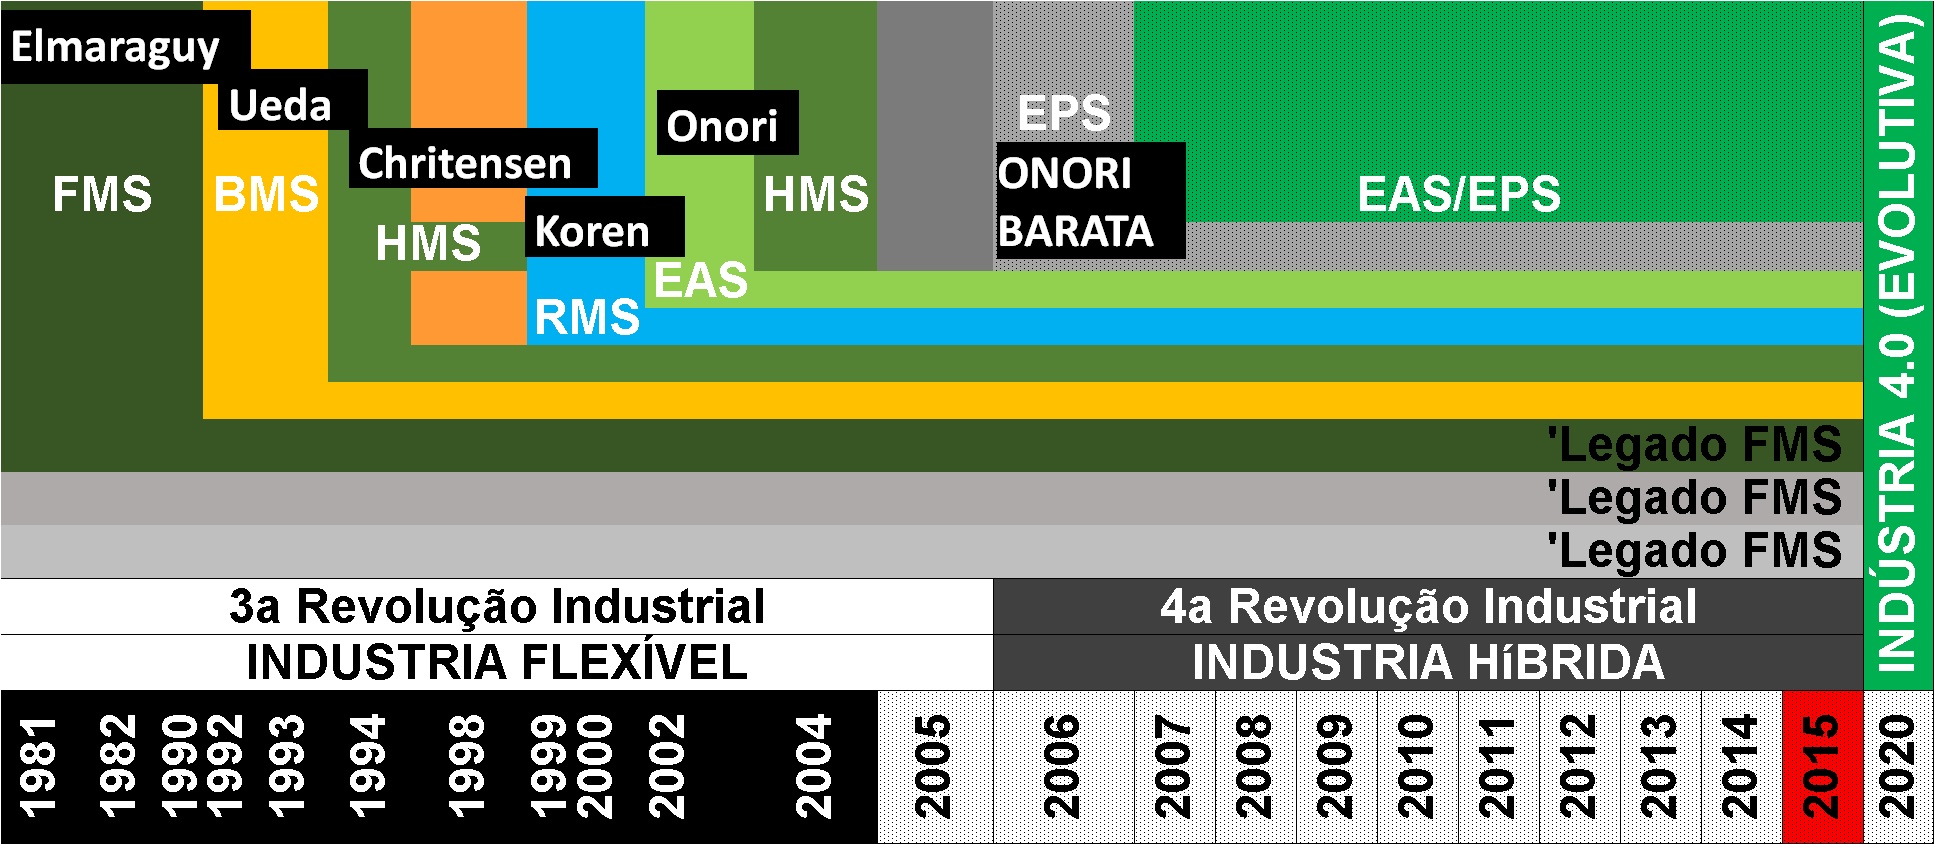 Elmaraguy
Ueda
Chritensen
Onori
Koren
EPS
ONORI
BARATA
FMS
BMS
HMS
HMS
EAS/EPS
EAS
RMS
'Legado FMS
'Legado FMS
'Legado FMS
INDÚSTRIA 4.0 (EVOLUTIVA)
3a Revolução Industrial
4a Revolução Industrial
INDUSTRIA FLEXÍVEL
INDUSTRIA HíBRIDA
1981
1982
1990
1992
1993
1994
1998
1999
2000
2002
2004
2005
2006
2007
2008
2009
2010
2011
2012
2013
2014
2015
2020